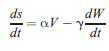 ds/dt = αV − γ dW/dt